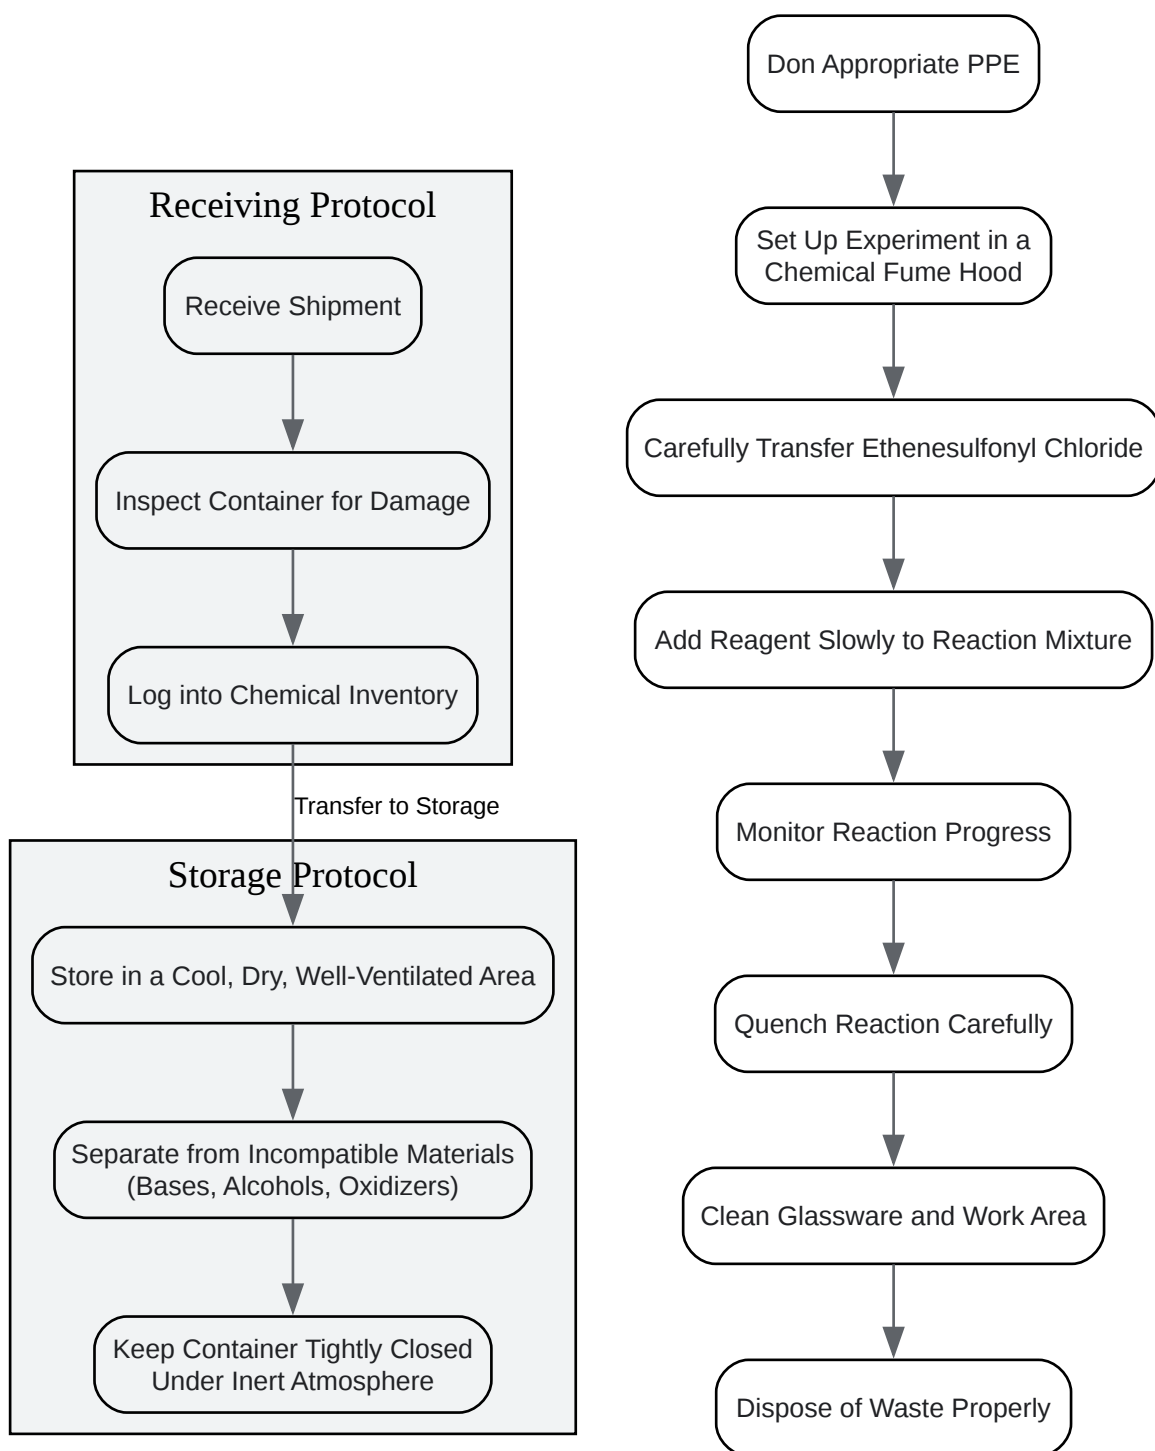 Receiving Protocol
Receive Shipment
Inspect Container for Damage
Log into Chemical Inventory
Transfer to Storage
Storage Protocol
Store in a Cool, Dry, Well-Ventilated Area
Separate from Incompatible Materials
(Bases, Alcohols, Oxidizers)
Keep Container Tightly Closed
Under Inert Atmosphere
Don Appropriate PPE
Set Up Experiment in a
Chemical Fume Hood
Carefully Transfer Ethenesulfonyl Chloride
Add Reagent Slowly to Reaction Mixture
Monitor Reaction Progress
Quench Reaction Carefully
Clean Glassware and Work Area
Dispose of Waste Properly